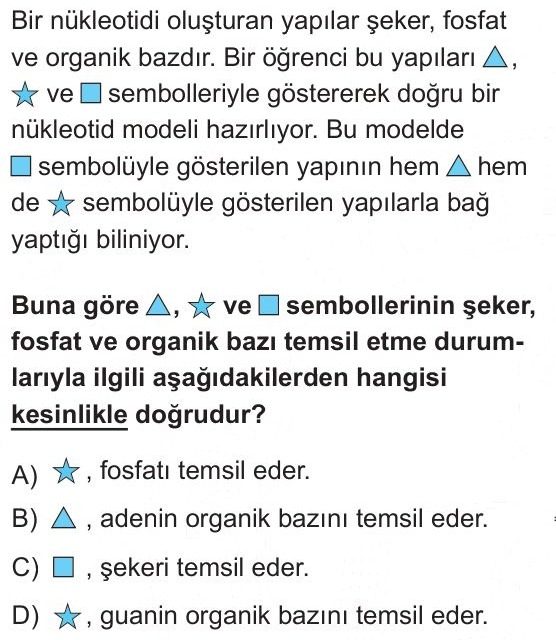 Bir nükleotidi oluşturan yapılar şeker, fosfat
ve organik bazdır. Bir öğrenci bu yapıları △,
☆ ve □ sembolleriyle göstererek doğru bir
nükleotid modeli hazırlıyor. Bu modelde
□ sembolüyle gösterilen yapının hem △ hem
de ☆ sembolüyle gösterilen yapılarla bağ
yaptığı biliniyor.
Buna göre △, ☆ ve □ sembollerinin şeker,
fosfat ve organik bazı temsil etme durum-
larıyla ilgili aşağıdakilerden hangisi
kesinlikle doğrudur?
A) ☆, fosfatı temsil eder.
B) △, adenin organik bazını temsil eder.
C) □, şekeri temsil eder.
D) ☆, guanin organik bazını temsil eder.